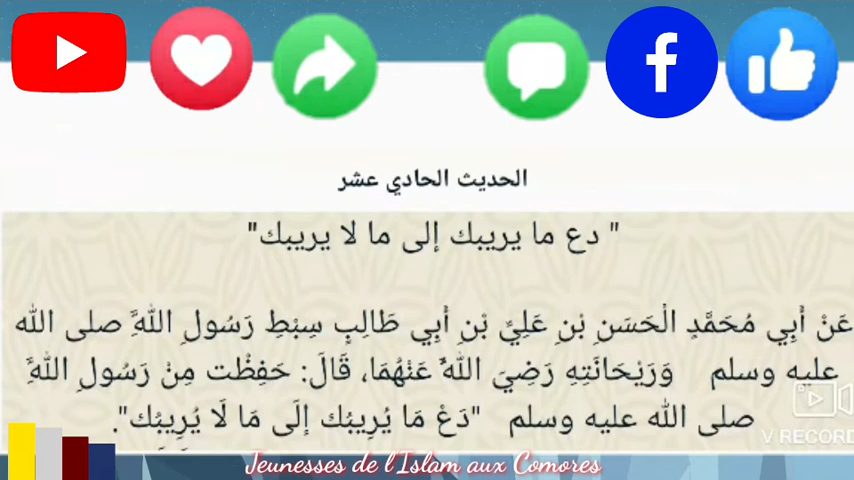 الحديث الحادي عشر
" دع ما يريبك إلى ما لا يريبك"
عَنْ أَبِي مُحَمَّدٍ الْحَسَنِ بْنِ عَلِيِّ بْنِ أَبِي طَالِبٍ سِبْطِ رَسُولِ اللَّهِ صلى الله
عليه وسلم وَرَيْحَانَتِهِ رَضِيَ اللَّهُ عَنْهُمَا، قَالَ: حَفِظْت مِنْ رَسُولِ اللَّهِ
صلى الله عليه وسلم "دَعْ مَا يُرِيبُك إلَى مَا لَا يُرِيبُك".
V RECORD
Jeunesses de l'Islam aux Comores